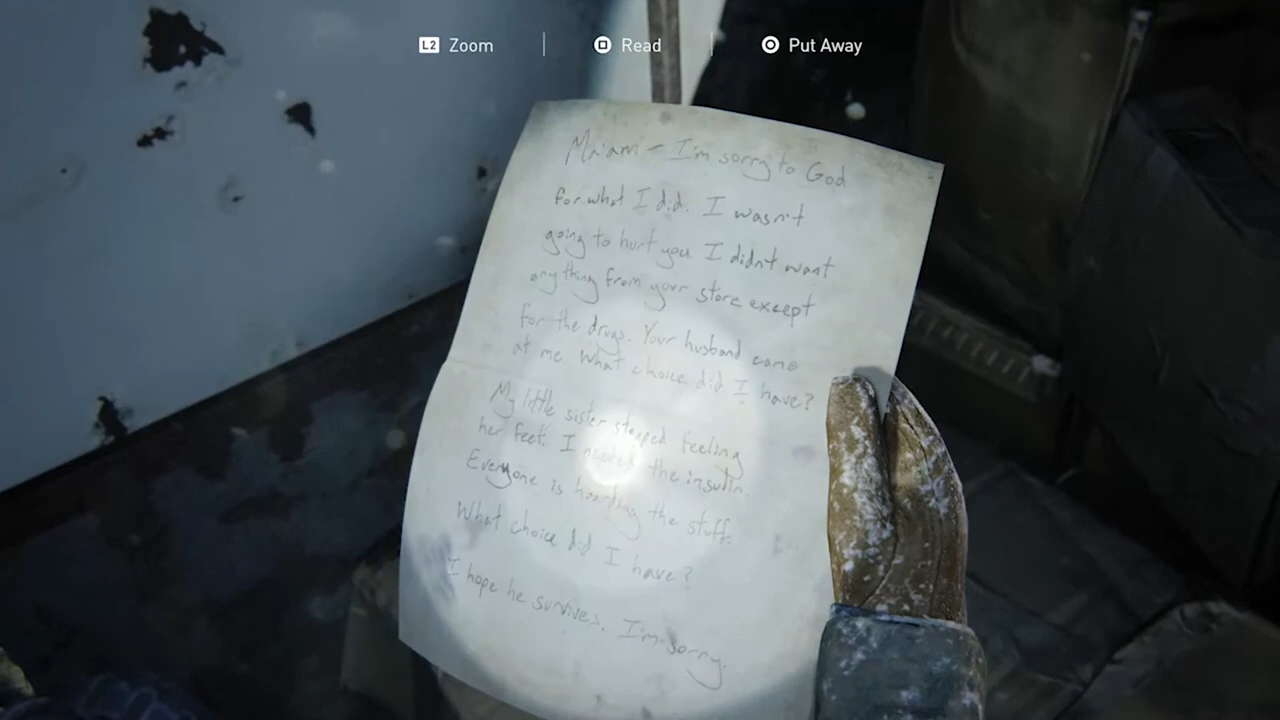 L2 Zoom
Read
Put Away
Ma'am - I'm sorry to God
for what I did. I wasn't
going to hurt you. I didn't want
anything from your store except
for the drugs. Your husband came
at me. What choice did I have?
My little sister stopped feeling
her feet. I needed the insulin.
Everyone is hoarding the stuff.
What choice did I have?
I hope he survives. I'm sorry.